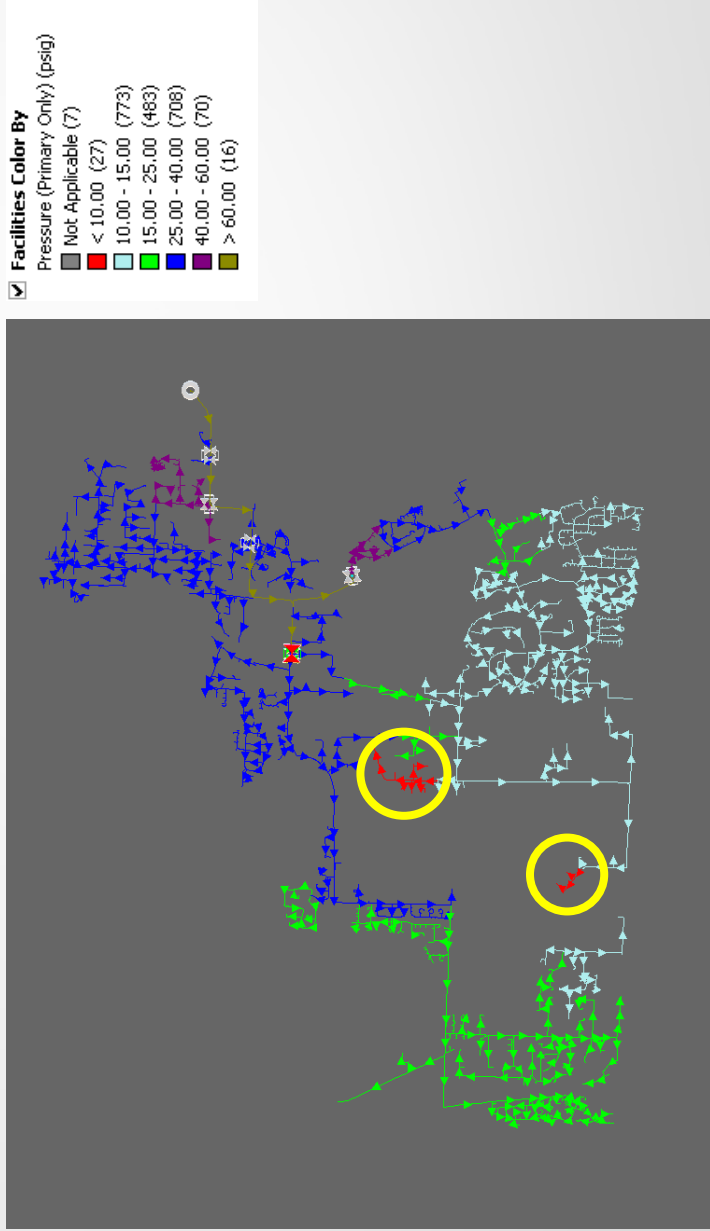 Facilities Color By
Pressure (Primary Only) (psig)
Not Applicable (7)
< 10.00 (27)
10.00 - 15.00 (773)
15.00 - 25.00 (483)
25.00 - 40.00 (708)
40.00 - 60.00 (70)
> 60.00 (16)